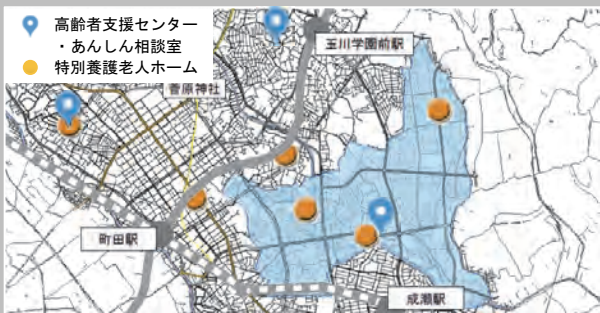 高齢者支援センター
・あんしん相談室
特別養護老人ホーム
玉川学園前駅
菅原神社
町田駅
成瀬駅